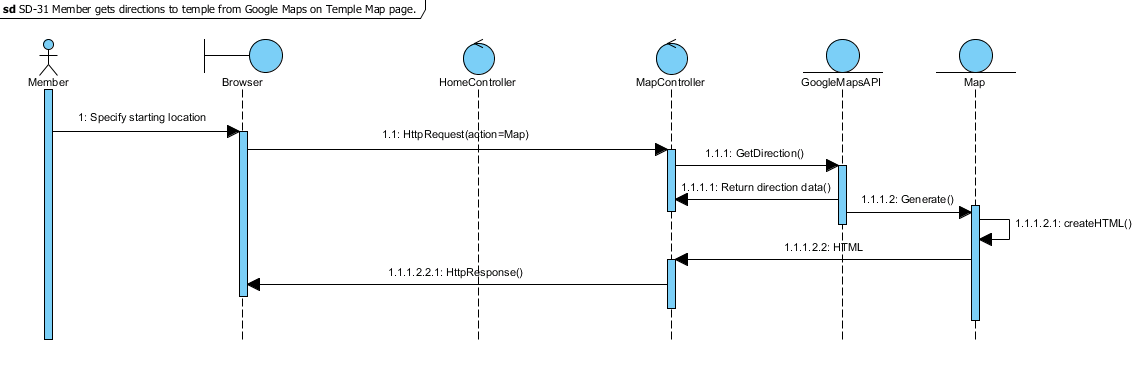 sd SD-31 Member gets directions to temple from Google Maps on Temple Map page.
Member
Browser
HomeController
MapController
GoogleMapsAPI
Map
1: Specify starting location
1.1: HttpRequest(action=Map)
1.1.1: GetDirection()
1.1.1.1: Return direction data()
1.1.1.2: Generate()
1.1.1.2.1: createHTML()
1.1.1.2.2: HTML
1.1.1.2.2.1: HttpResponse()